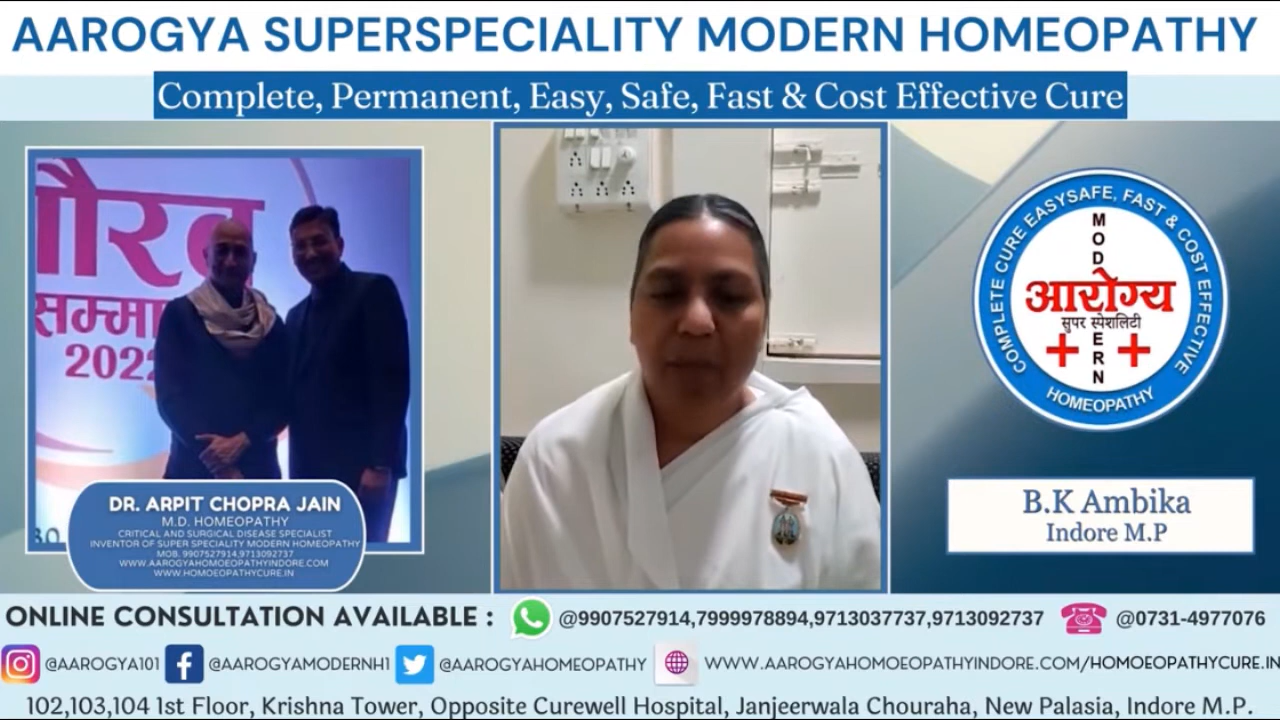 AAROGYA SUPERSPECIALITY MODERN HOMEOPATHY
Complete, Permanent, Easy, Safe, Fast & Cost Effective Cure
गौरव
सम्मा
2022
30
DR. ARPIT CHOPRA JAIN
M.D. HOMEOPATHY
CRITICAL AND SURGICAL DISEASE SPECIALIST
INVENTOR OF SUPER SPECIALITY MODERN HOMEOPATHY
MOB. 9907527914,9713092737
WWW.AAROGYAHOMOEOPATHYINDORE.COM
WWW.HOMOEOPATHYCURE.IN
COMPLETE CURE EASYSAFE, FAST & COST EFFECTIVE
MODERN
आरोग्य
सुपर स्पेशलिटी
HOMEOPATHY
B.K Ambika
Indore M.P
ONLINE CONSULTATION AVAILABLE : @9907527914,7999978894,9713037737,9713092737 @0731-4977076
@AAROGYA101 @AAROGYAMODERNH1 @AAROGYAHOMEOPATHY WWW.AAROGYAHOMOEOPATHYINDORE.COM/HOMOEOPATHYCURE.IN
102,103,104 1st Floor, Krishna Tower, Opposite Curewell Hospital, Janjeerwala Chouraha, New Palasia, Indore M.P.